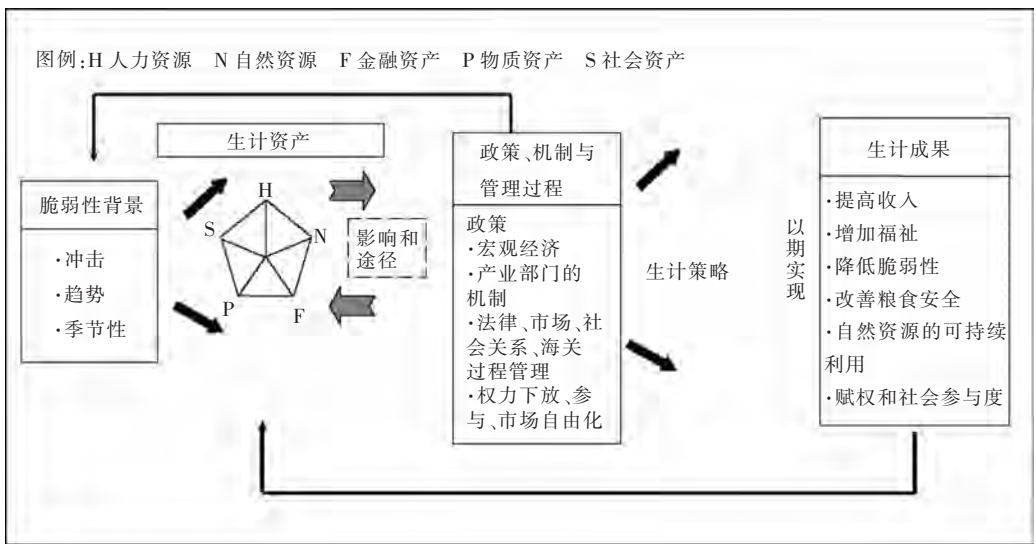 图例:H 人力资源 N 自然资源 F 金融资产 P 物质资产 S 社会资产
生计资产
脆弱性背景
·冲击
·趋势
·季节性
H
S
N
P
F
影响和
途径
政策、机制与
管理过程
政策
·宏观经济
·产业部门的
机制
·法律、市场、社
会关系、海关
过程管理
·权力下放、参
与、市场自由化
生计策略
以期实现
生计成果
·提高收入
·增加福祉
·降低脆弱性
·改善粮食安全
·自然资源的可持续
利用
·赋权和社会参与度